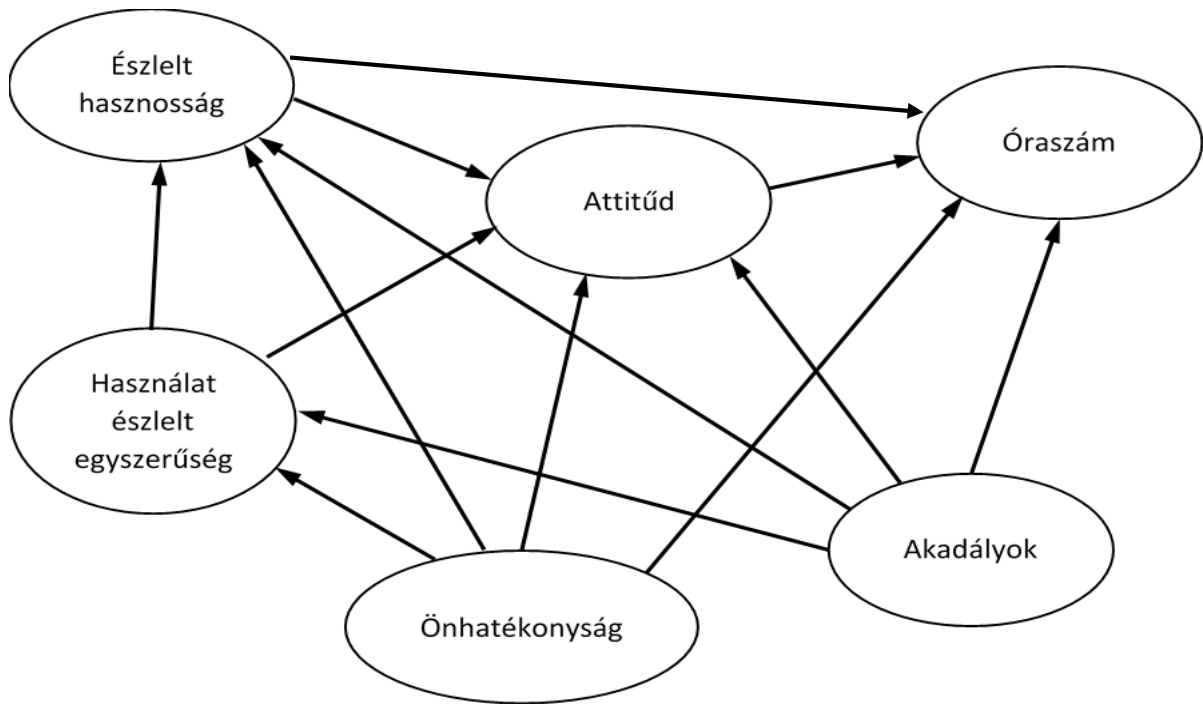 Észlelt
hasznosság
Óraszám
Attitűd
Használat
észlelt
egyszerűség
Akadályok
Önhatékonyság